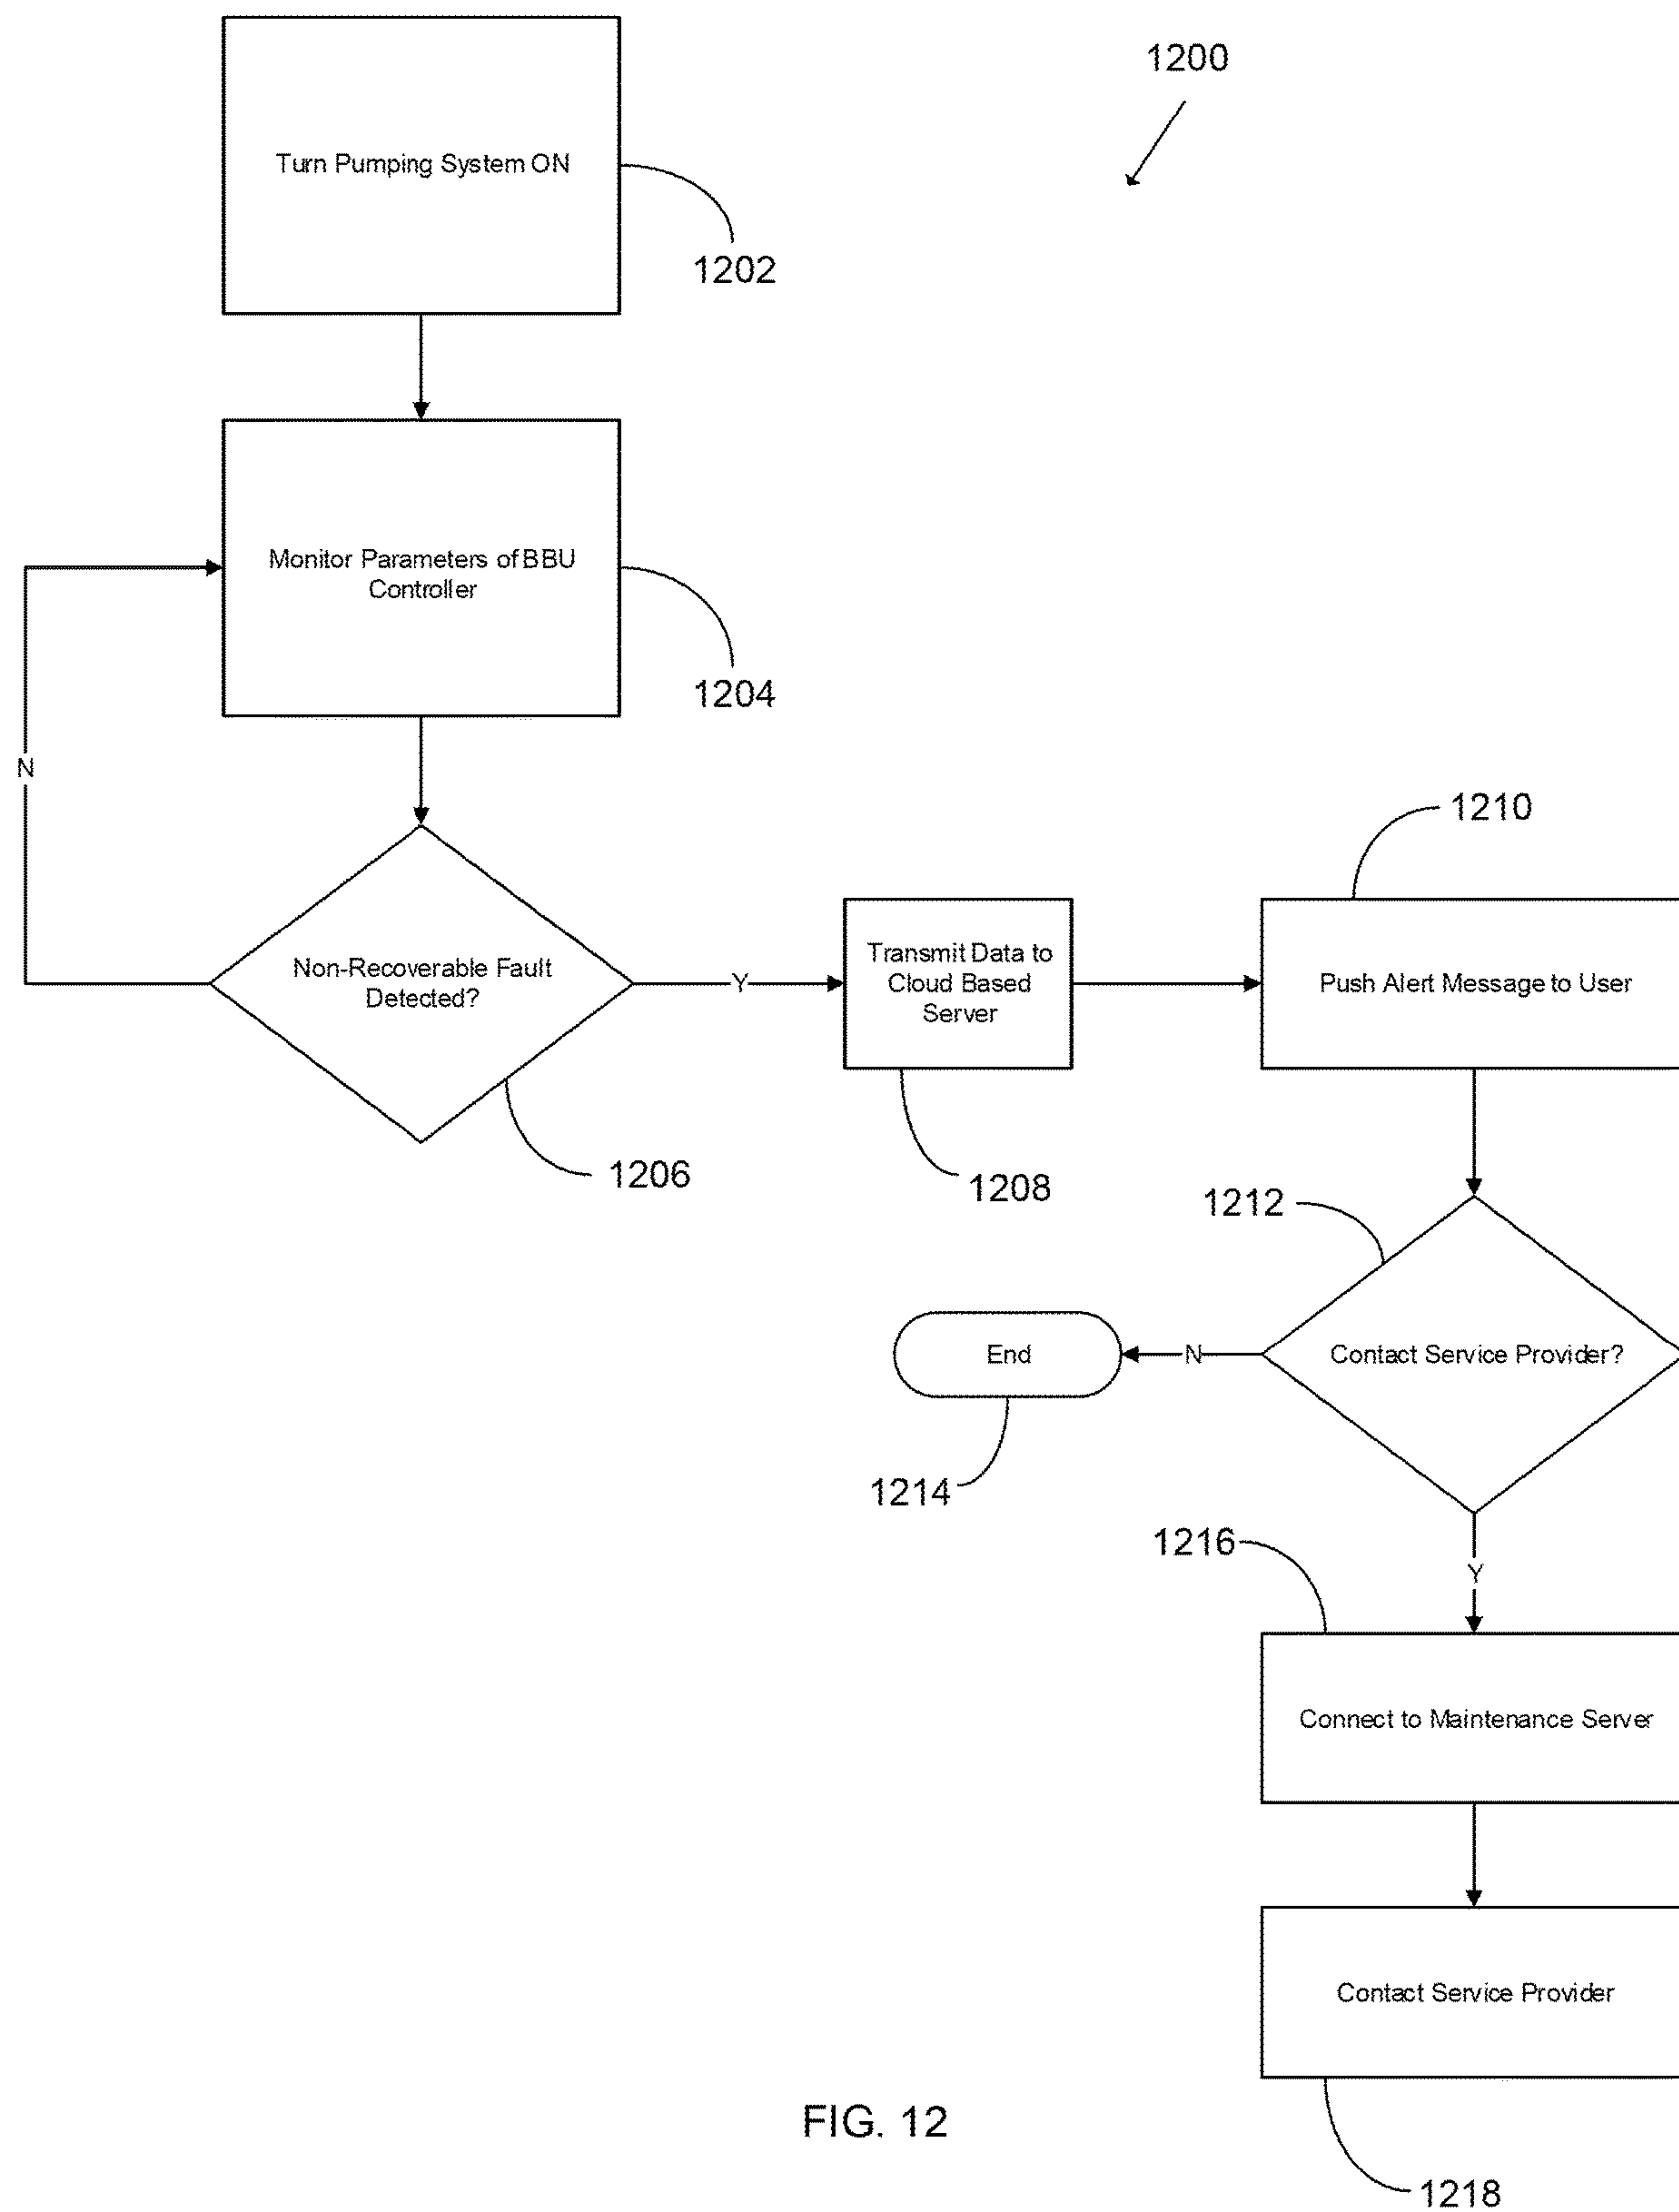 1200
Turn Pumping System ON
1202
Monitor Parameters of BBU
Controller
1204
N
Non-Recoverable Fault
Detected?
1206
Y
Transmit Data to
Cloud Based
Server
1208
1210
Push Alert Message to User
1212
Contact Service Provider?
N
End
1214
Y
1216
Connect to Maintenance Server
Contact Service Provider
1218
FIG. 12